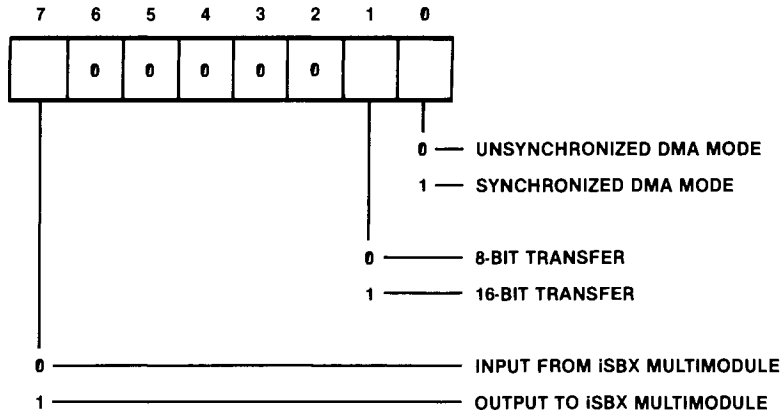 7 6 5 4 3 2 1 0
0 0 0 0 0
0 — UNSYNCHRONIZED DMA MODE
1 — SYNCHRONIZED DMA MODE
0 — 8-BIT TRANSFER
1 — 16-BIT TRANSFER
0 — INPUT FROM iSBX MULTIMODULE
1 — OUTPUT TO iSBX MULTIMODULE